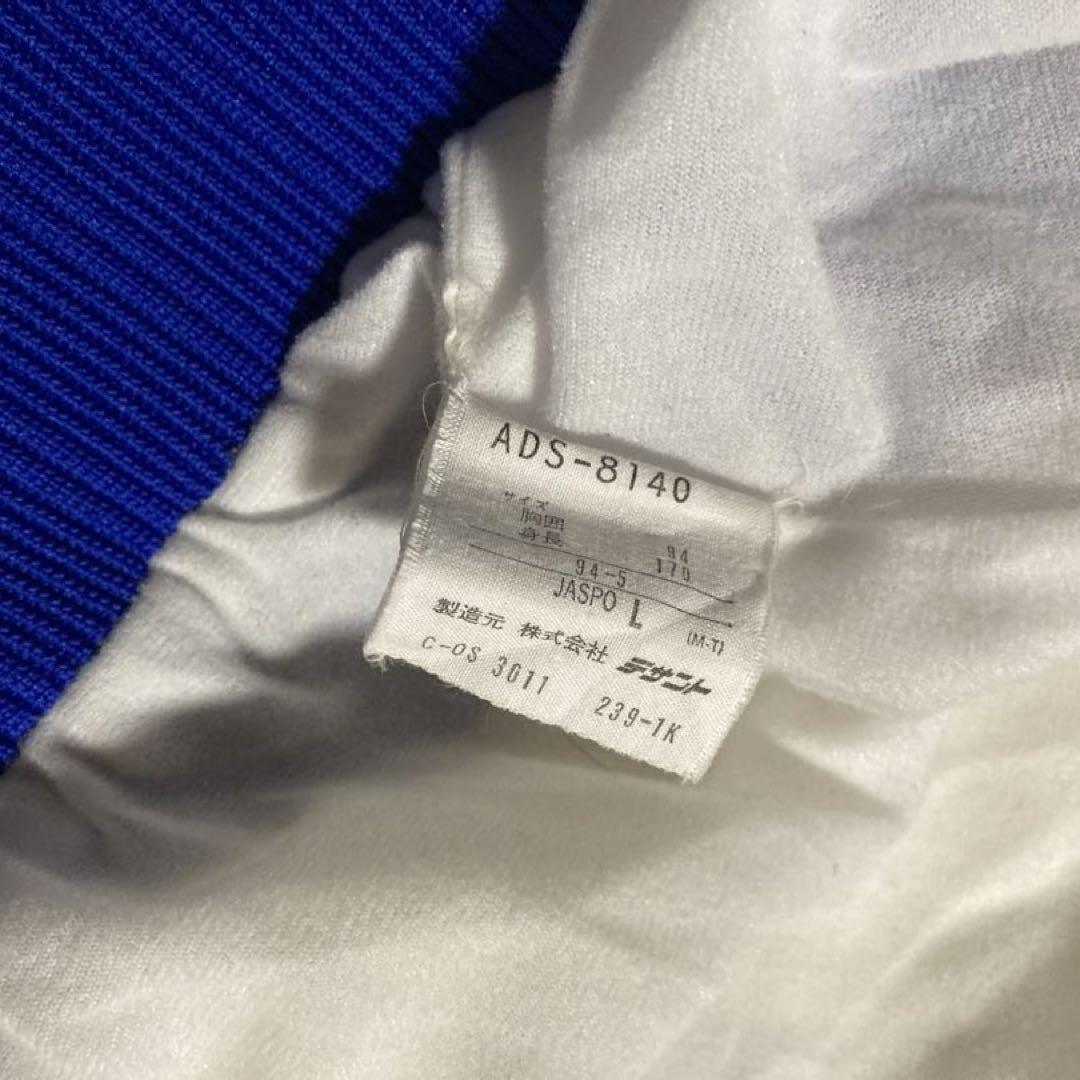 ADS-8140
サイズ
胸囲 94
身長 170
94-5
JASPO L (M-T)
製造元 株式会社 デサント
C-OS 3011 239-1K